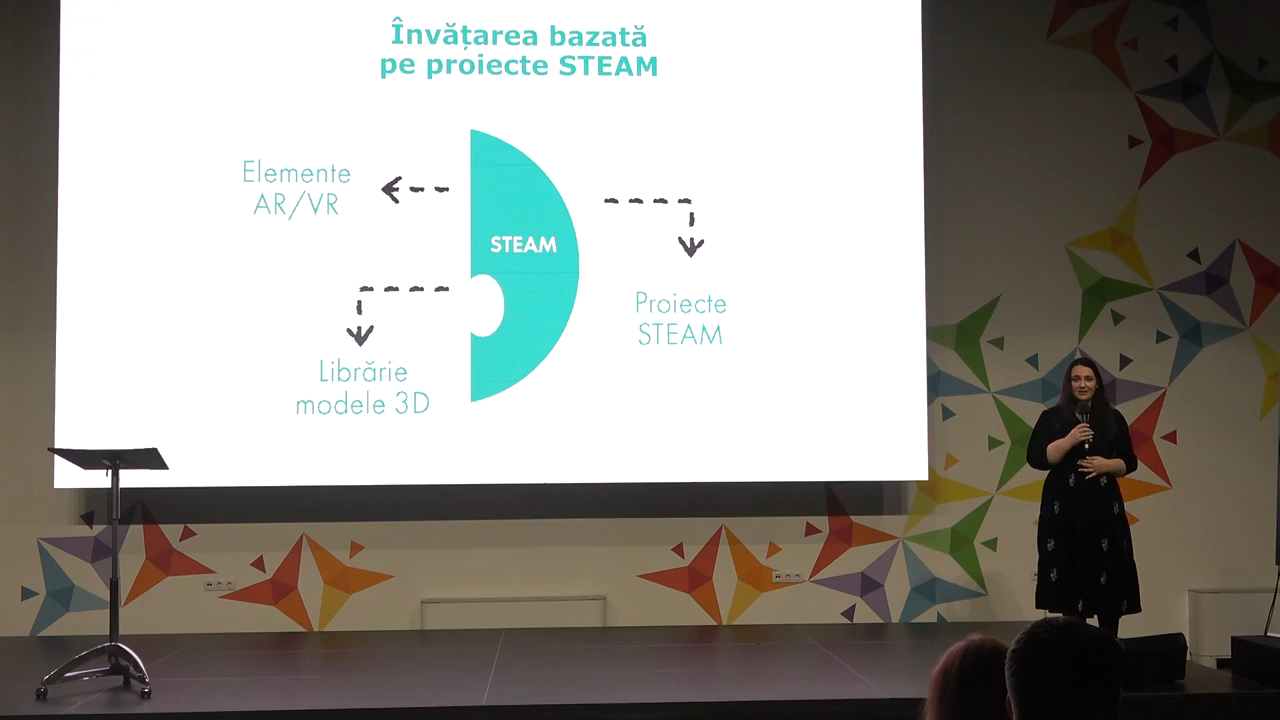 Învățarea bazată
pe proiecte STEAM
Elemente
AR/VR
STEAM
Proiecte
STEAM
Librărie
modele 3D